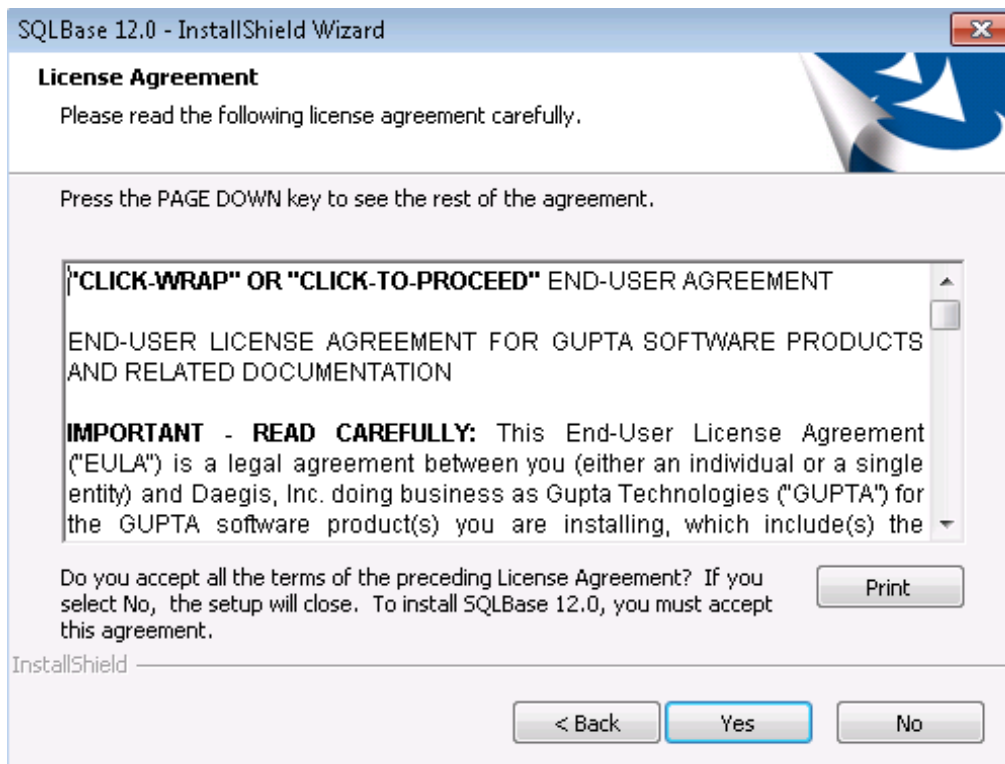 SQLBase 12.0 - InstallShield Wizard
License Agreement
Please read the following license agreement carefully.
Press the PAGE DOWN key to see the rest of the agreement.
"CLICK-WRAP" OR "CLICK-TO-PROCEED" END-USER AGREEMENT
END-USER LICENSE AGREEMENT FOR GUPTA SOFTWARE PRODUCTS
AND RELATED DOCUMENTATION
IMPORTANT - READ CAREFULLY: This End-User License Agreement
("EULA") is a legal agreement between you (either an individual or a single
entity) and Daegis, Inc. doing business as Gupta Technologies ("GUPTA") for
the GUPTA software product(s) you are installing, which include(s) the
Do you accept all the terms of the preceding License Agreement? If you
select No, the setup will close. To install SQLBase 12.0, you must accept
this agreement.
Print
InstallShield
< Back
Yes
No